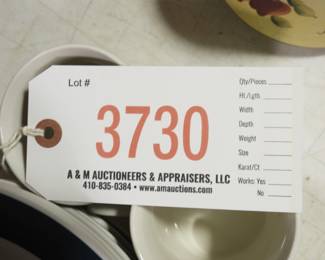 Lot #
3730
A & M AUCTIONEERS & APPRAISERS, LLC
410-835-0384 • www.amauctions.com
Qty/Pieces
Ht./Lgth
Width
Depth
Weight
Size
Karat/Ct
Works: Yes
No